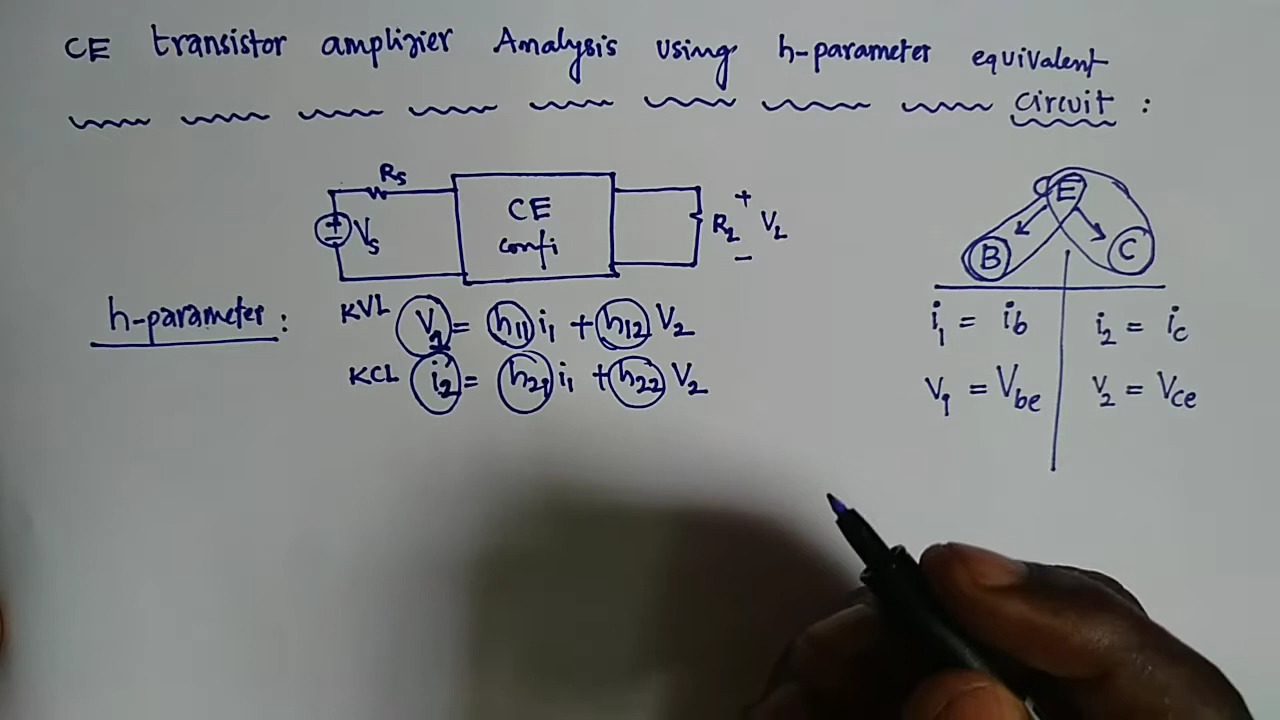 CE transistor amplifier Analysis using h-parameter equivalent
circuit :
Rs
Vs
CE
confi
R2
+
V2
-
E
B
C
h-parameter :
KVL V1 = h11 i1 + h12 V2
KCL i2 = h21 i1 + h22 V2
i1 = ib
i2 = ic
V1 = Vbe
V2 = Vce